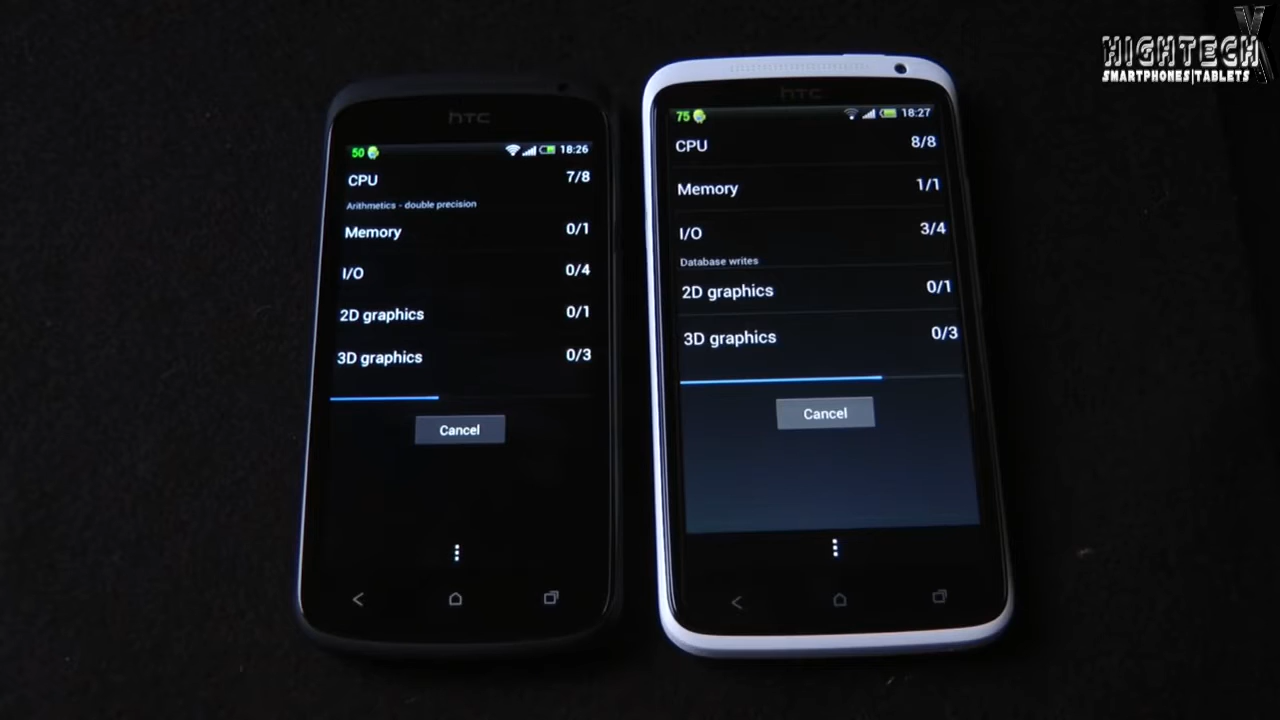 HIGHTECH X
SMARTPHONES|TABLETS
hTC
50
18:26
CPU 7/8
Arithmetics - double precision
Memory 0/1
I/O 0/4
2D graphics 0/1
3D graphics 0/3
Cancel
hTC
75
18:27
CPU 8/8
Memory 1/1
I/O 3/4
Database writes
2D graphics 0/1
3D graphics 0/3
Cancel